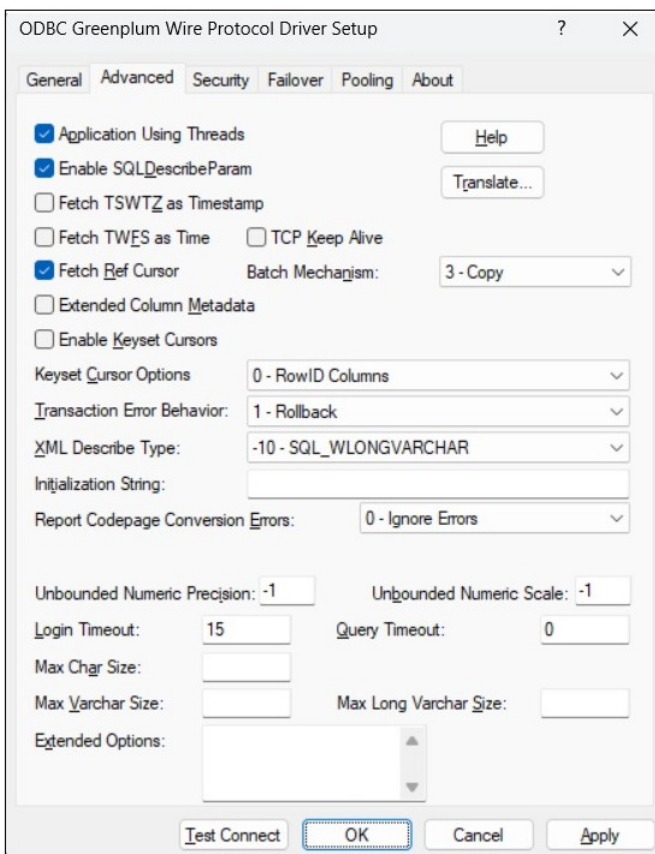 ODBC Greenplum Wire Protocol Driver Setup ?
General Advanced Security Failover Pooling About
Application Using Threads Help
Enable SQLDescribeParam
Translate...
Fetch TSWTZ as Timestamp
Fetch TWFS as Time TCP Keep Alive
Fetch Ref Cursor Batch Mechanism: 3 - Copy
Extended Column Metadata
Enable Keyset Cursors
Keyset Cursor Options 0 - RowID Columns
Transaction Error Behavior: 1 - Rollback
XML Describe Type: -10 - SQL_WLONGVARCHAR
Initialization String:
Report Codepage Conversion Errors: 0 - Ignore Errors
Unbounded Numeric Precision: -1 Unbounded Numeric Scale: -1
Login Timeout: 15 Query Timeout: 0
Max Char Size:
Max Varchar Size: Max Long Varchar Size:
Extended Options:
Test Connect OK Cancel Apply